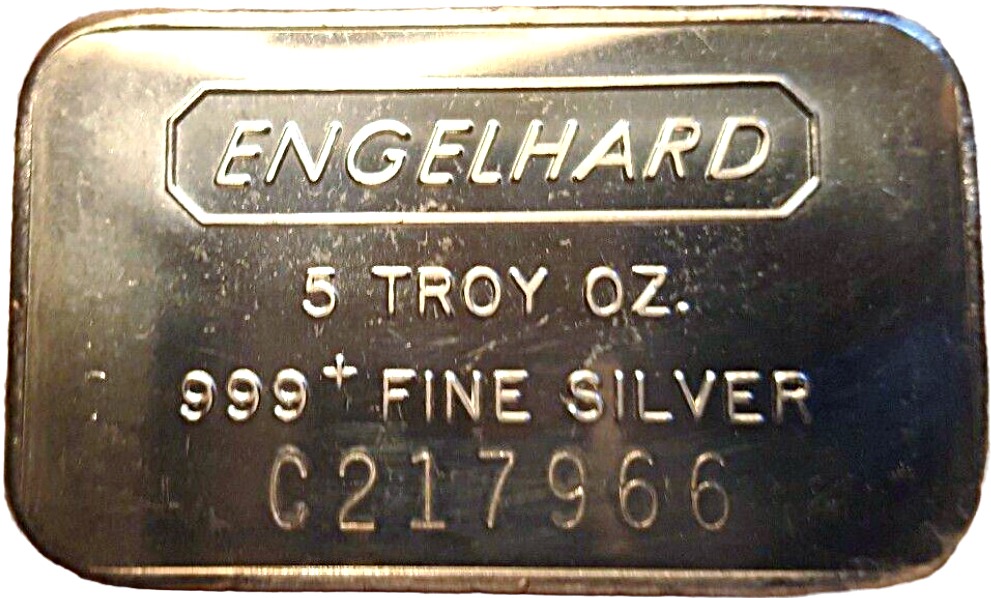 ENGELHARD
5 TROY OZ.
999+ FINE SILVER
C217966